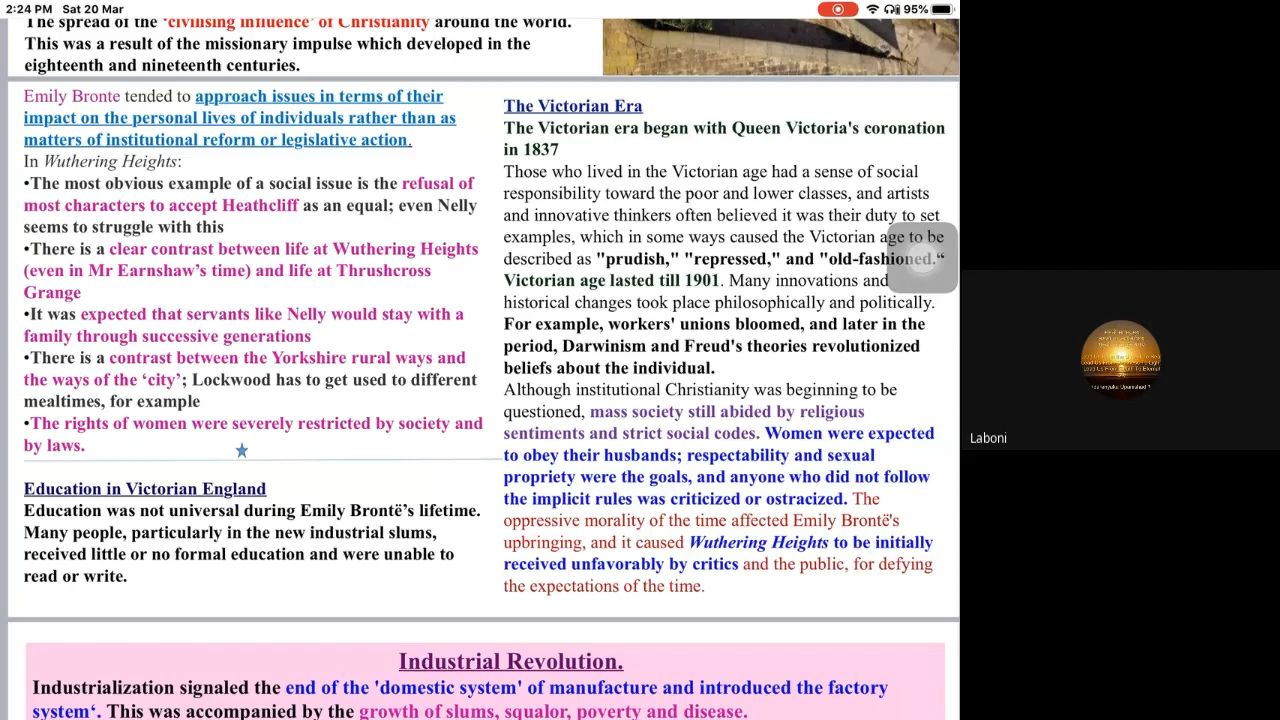 2:24 PM Sat 20 Mar
95%
The spread of the ‘civilising influence’ of Christianity around the world.
This was a result of the missionary impulse which developed in the
eighteenth and nineteenth centuries.
Emily Bronte tended to approach issues in terms of their
impact on the personal lives of individuals rather than as
matters of institutional reform or legislative action.
In Wuthering Heights:
•The most obvious example of a social issue is the refusal of
most characters to accept Heathcliff as an equal; even Nelly
seems to struggle with this
•There is a clear contrast between life at Wuthering Heights
(even in Mr Earnshaw’s time) and life at Thrushcross
Grange
•It was expected that servants like Nelly would stay with a
family through successive generations
•There is a contrast between the Yorkshire rural ways and
the ways of the ‘city’; Lockwood has to get used to different
mealtimes, for example
•The rights of women were severely restricted by society and
by laws.
Education in Victorian England
Education was not universal during Emily Brontë’s lifetime.
Many people, particularly in the new industrial slums,
received little or no formal education and were unable to
read or write.
The Victorian Era
The Victorian era began with Queen Victoria's coronation
in 1837
Those who lived in the Victorian age had a sense of social
responsibility toward the poor and lower classes, and artists
and innovative thinkers often believed it was their duty to set
examples, which in some ways caused the Victorian age to be
described as "prudish," "repressed," and "old-fashioned.“
Victorian age lasted till 1901. Many innovations and
historical changes took place philosophically and politically.
For example, workers' unions bloomed, and later in the
period, Darwinism and Freud's theories revolutionized
beliefs about the individual.
Although institutional Christianity was beginning to be
questioned, mass society still abided by religious
sentiments and strict social codes. Women were expected
to obey their husbands; respectability and sexual
propriety were the goals, and anyone who did not follow
the implicit rules was criticized or ostracized. The
oppressive morality of the time affected Emily Brontë's
upbringing, and it caused Wuthering Heights to be initially
received unfavorably by critics and the public, for defying
the expectations of the time.
Industrial Revolution.
Industrialization signaled the end of the 'domestic system' of manufacture and introduced the factory
system‘. This was accompanied by the growth of slums, squalor, poverty and disease.
Laboni